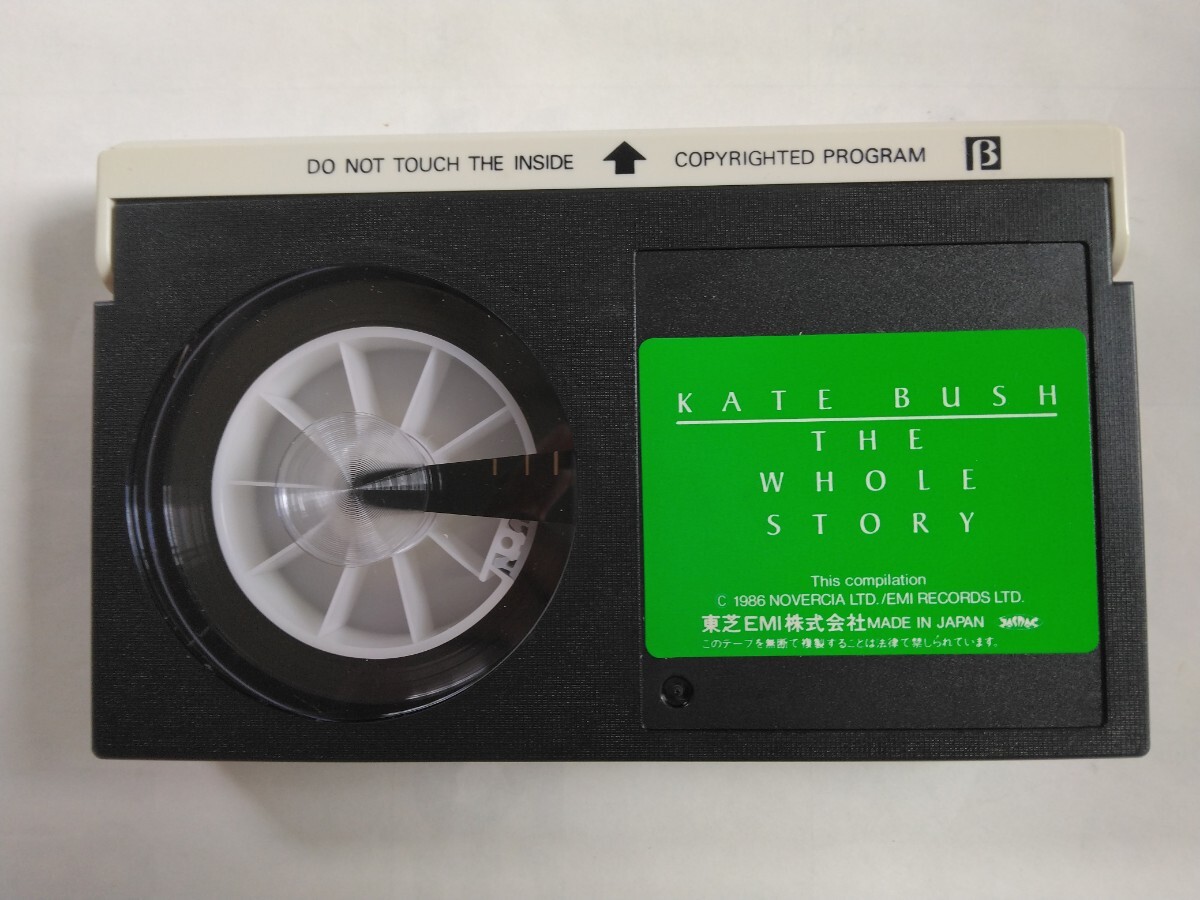 DO NOT TOUCH THE INSIDE COPYRIGHTED PROGRAM β
KATE BUSH
THE
WHOLE
STORY
This compilation
C 1986 NOVERCIA LTD./EMI RECORDS LTD.
東芝EMI株式会社MADE IN JAPAN
このテープを無断で複製することは法律で禁じられています。